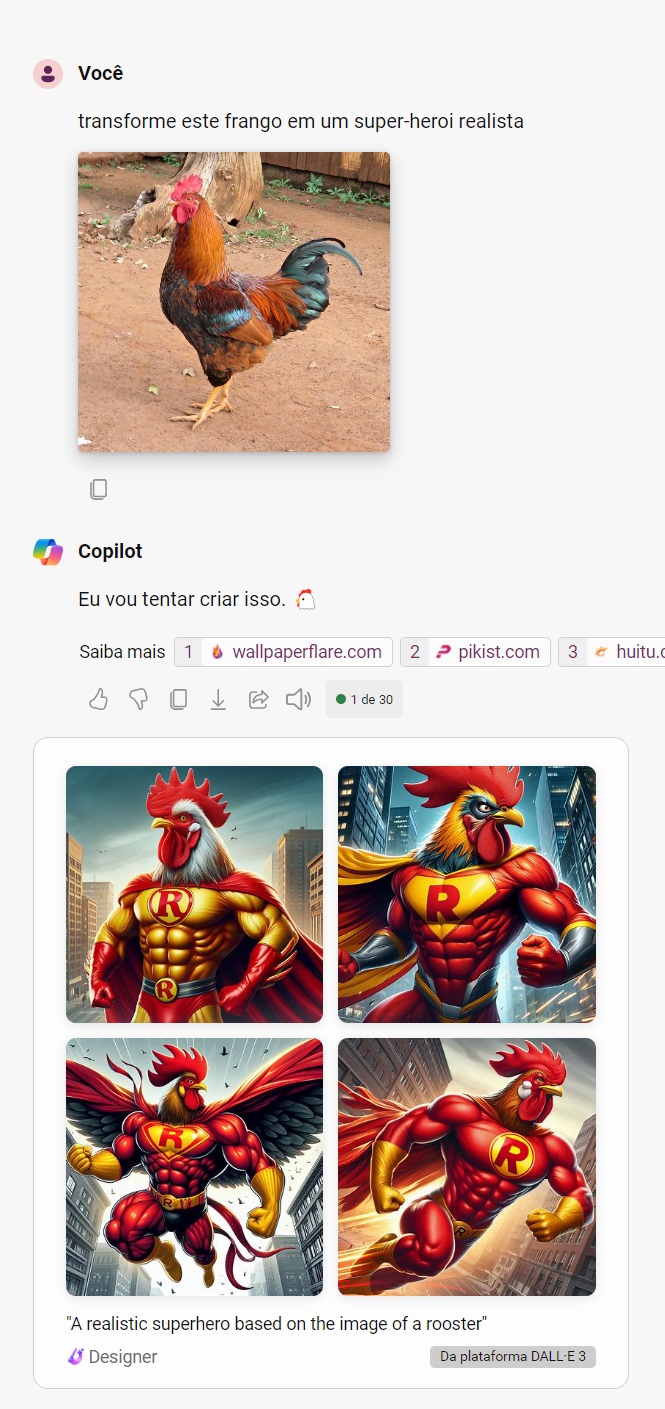 Você
transforme este frango em um super-heroi realista
Copilot
Eu vou tentar criar isso.
Saiba mais 1 wallpaperflare.com 2 pikist.com 3 huitu.c
1 de 30
R
R
R
R
R
R
"A realistic superhero based on the image of a rooster"
Designer
Da plataforma DALL·E 3